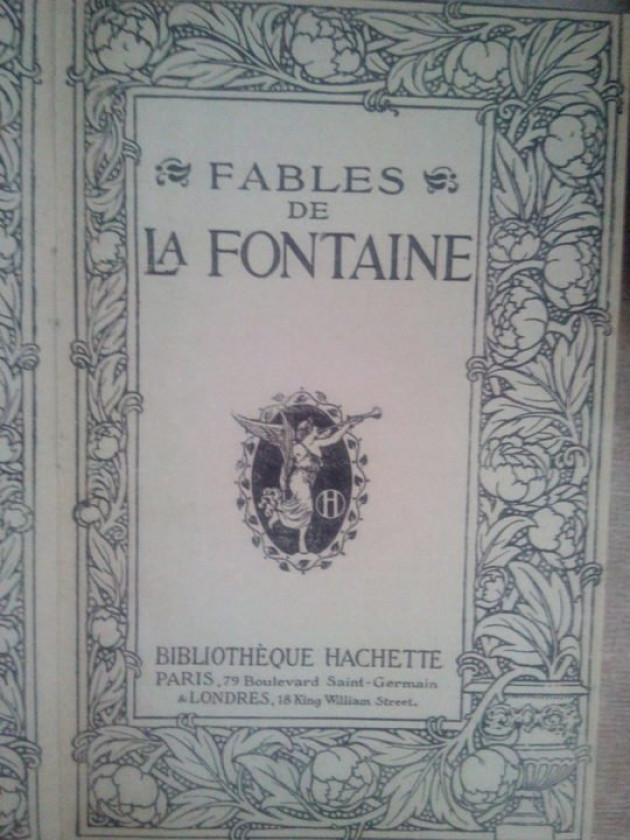 FABLES
DE
LA FONTAINE
H
BIBLIOTHÈQUE HACHETTE
PARIS, 79 Boulevard Saint-Germain
& LONDRES, 18 King William Street.